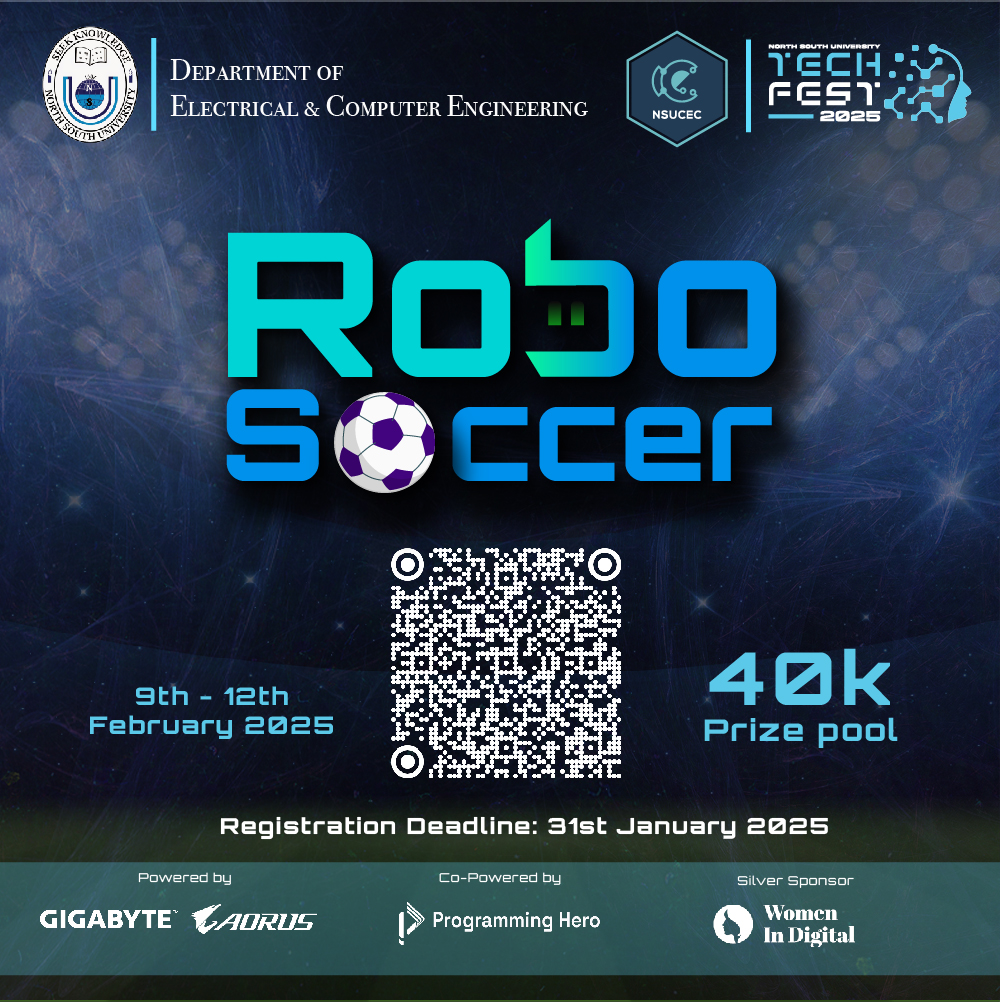 SEEK KNOWLEDGE
NORTH SOUTH UNIVERSITY
N
S
DEPARTMENT OF
ELECTRICAL & COMPUTER ENGINEERING
NSUCEC
NORTH SOUTH UNIVERSITY
TECH
FEST
2025
Robo
Soccer
9th - 12th
February 2025
40k
Prize pool
Registration Deadline: 31st January 2025
Powered by
GIGABYTE™
AORUS
Co-Powered by
Programming Hero
Silver Sponsor
Women
In Digital